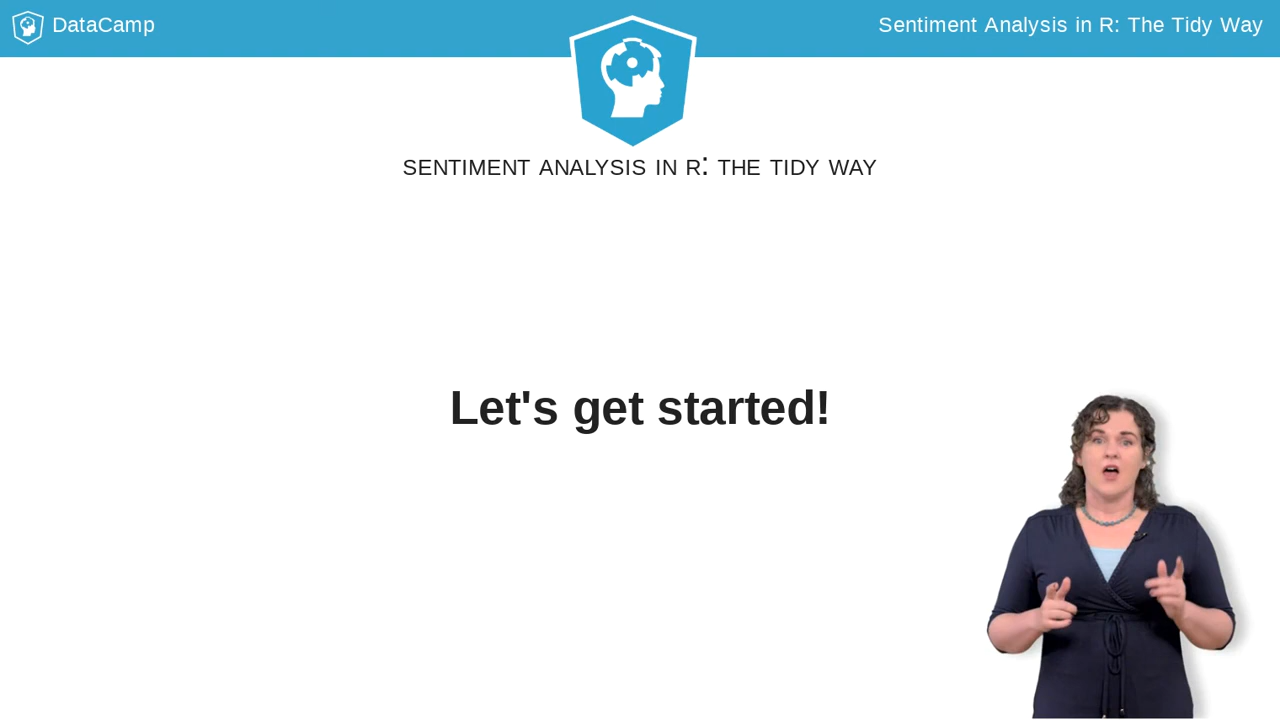 DataCamp
Sentiment Analysis in R: The Tidy Way
SENTIMENT ANALYSIS IN R: THE TIDY WAY
Let's get started!